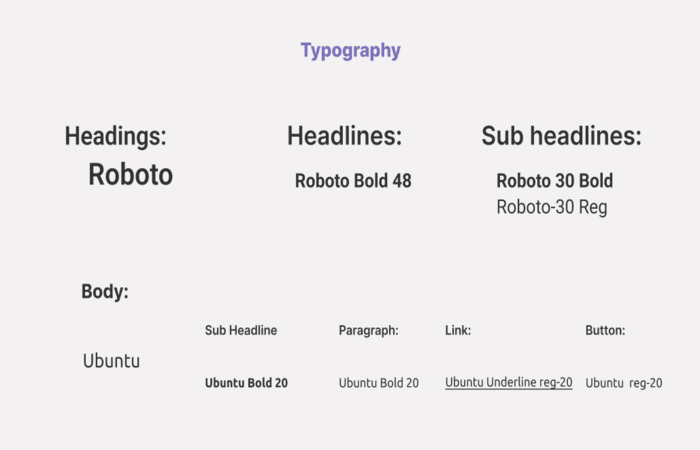 Typography
Headings:
Roboto
Headlines:
Roboto Bold 48
Sub headlines:
Roboto 30 Bold
Roboto-30 Reg
Body:
Ubuntu
Sub Headline
Ubuntu Bold 20
Paragraph:
Ubuntu Bold 20
Link:
Ubuntu Underline reg-20
Button:
Ubuntu reg-20